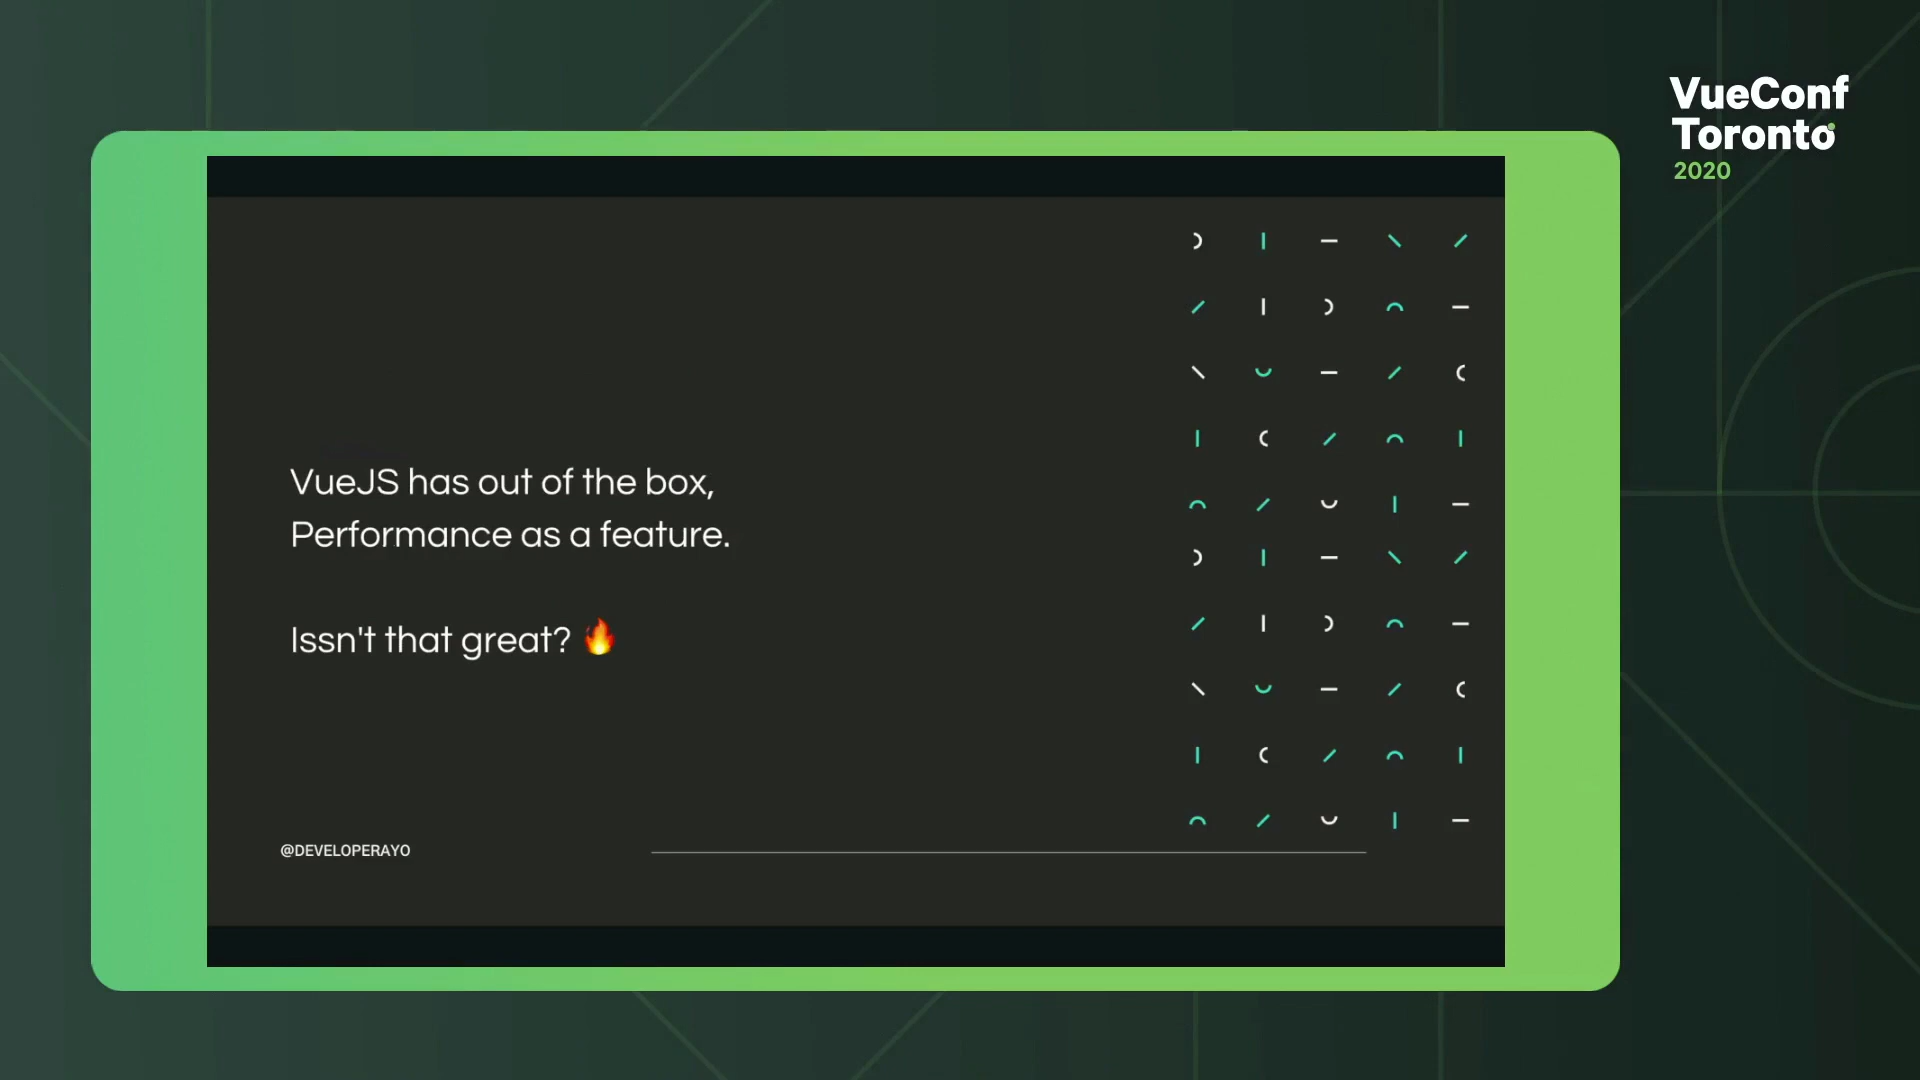 VueConf
Toronto
2020
VueJS has out of the box,
Performance as a feature.
Issn't that great? 🔥
@DEVELOPERAYO